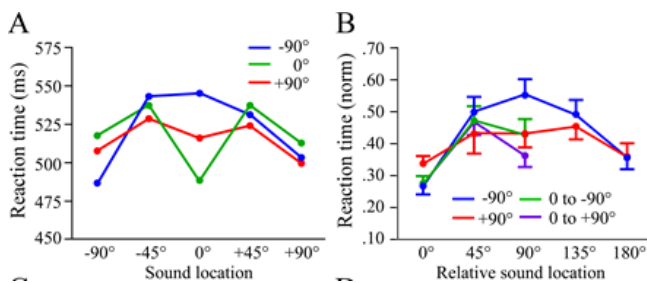 A
Reaction time (ms)
575
550
525
500
475
450
-90°
0°
+90°
-90° -45° 0° +45° +90°
Sound location
B
Reaction time (norm)
.70
.60
.50
.40
.30
.20
.10
-90° 0 to -90°
+90° 0 to +90°
0° 45° 90° 135° 180°
Relative sound location